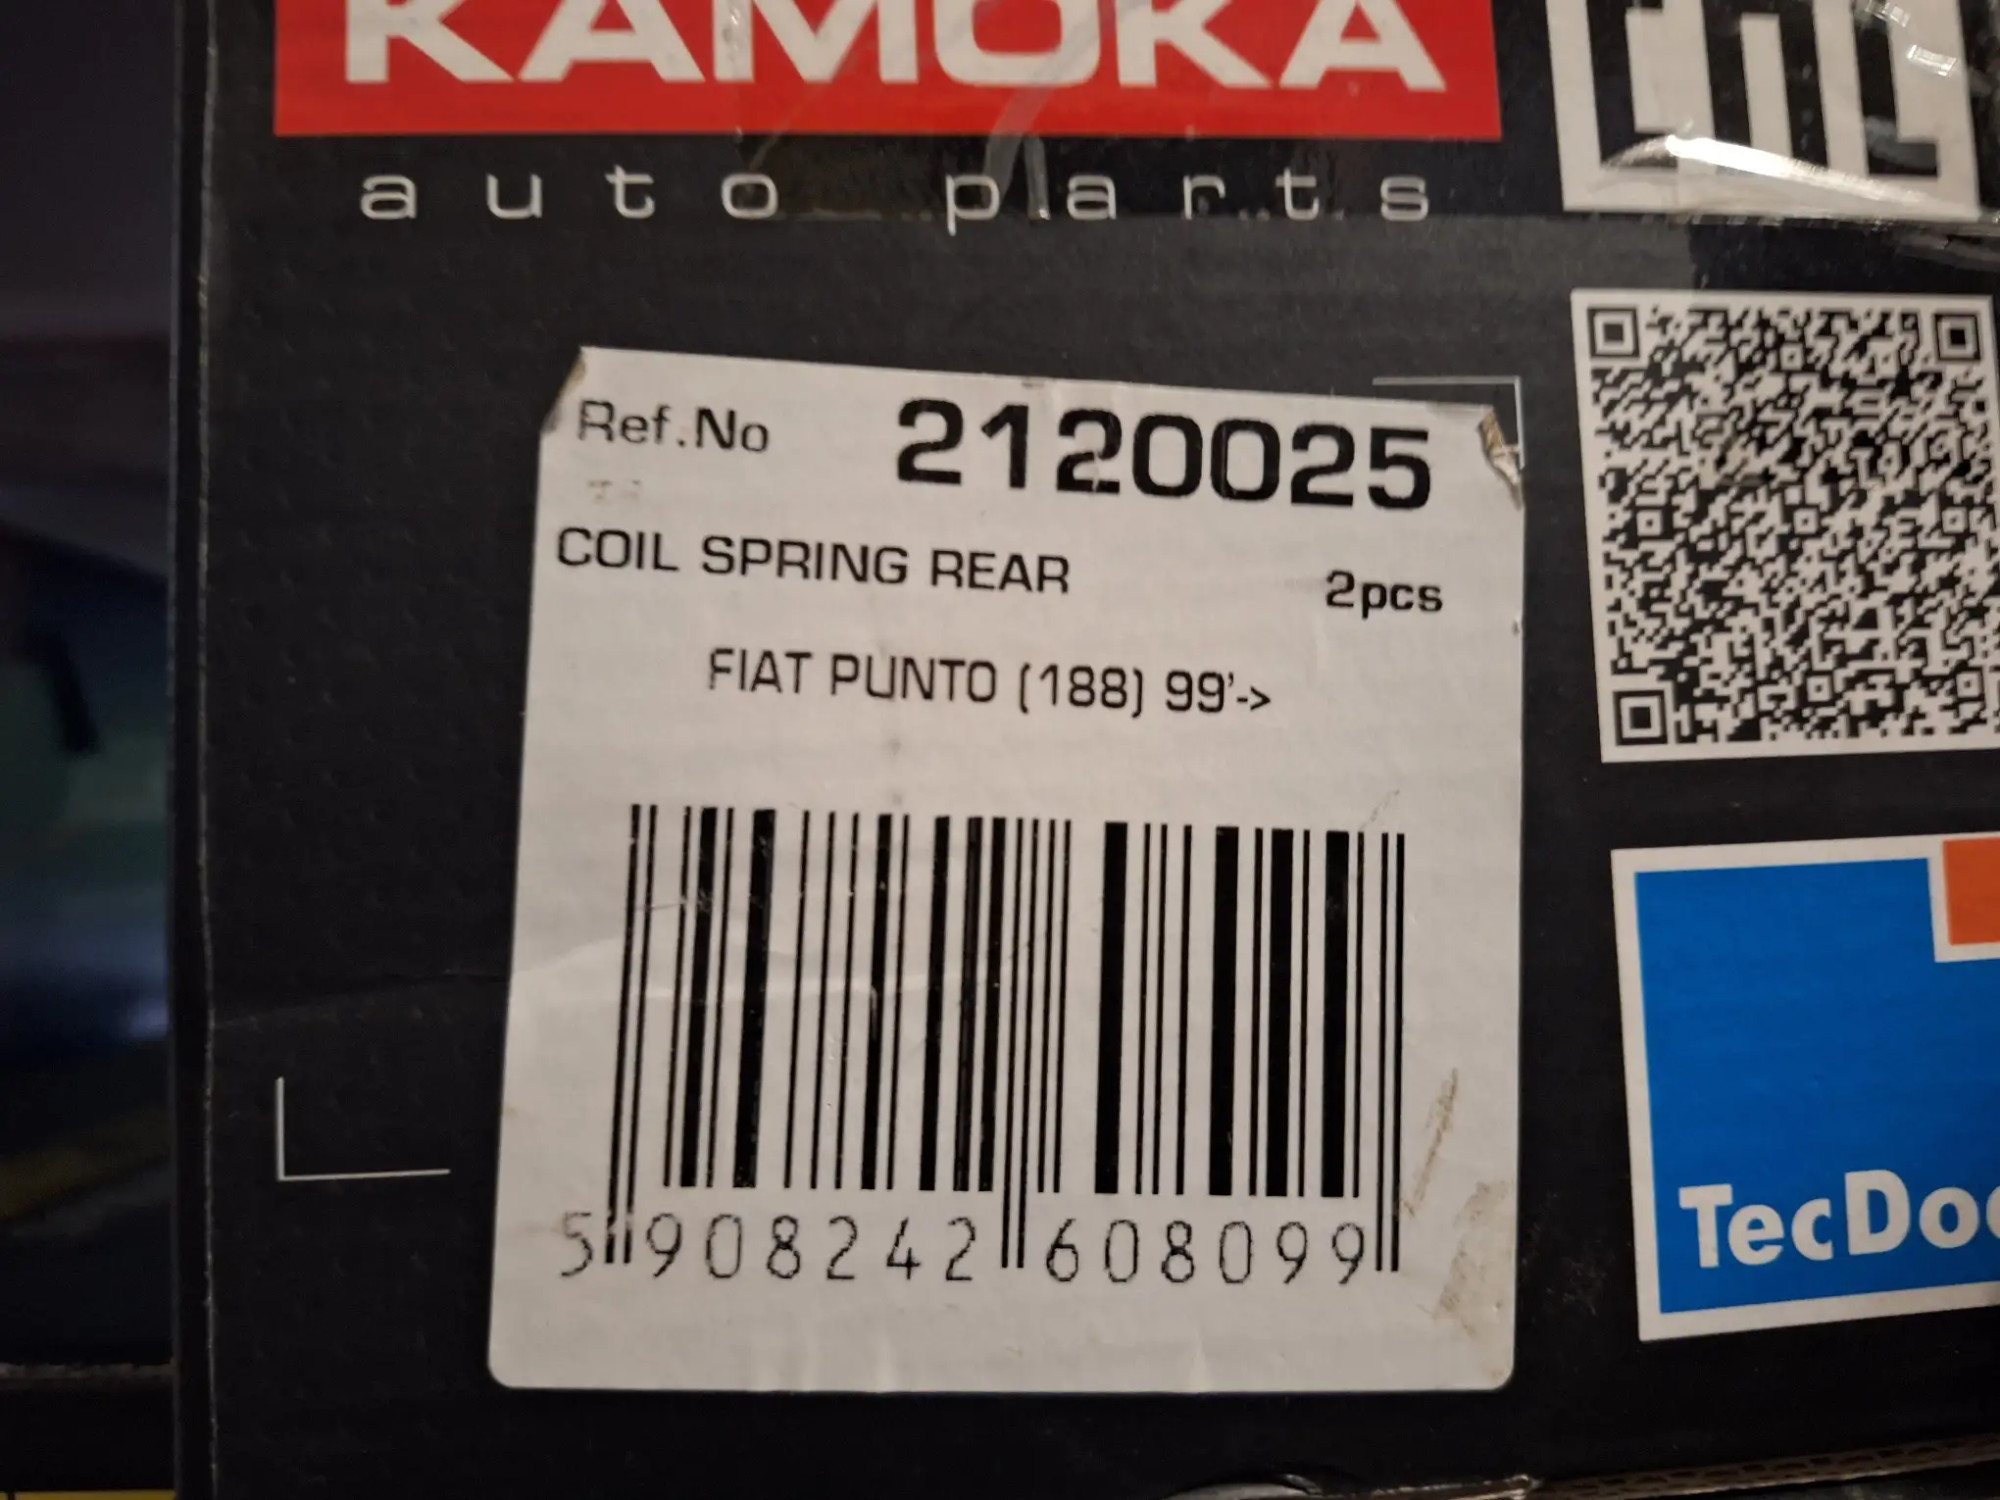 KAMOKA
auto parts
Ref.No 2120025
COIL SPRING REAR 2pcs
FIAT PUNTO (188) 99'->
5 908242 608099
TecDoc